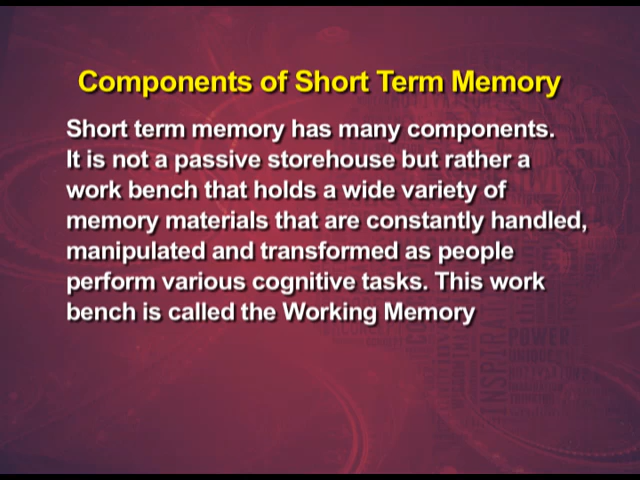 Components of Short Term Memory
Short term memory has many components.
It is not a passive storehouse but rather a
work bench that holds a wide variety of
memory materials that are constantly handled,
manipulated and transformed as people
perform various cognitive tasks. This work
bench is called the Working Memory
POWER
INSPIRAT